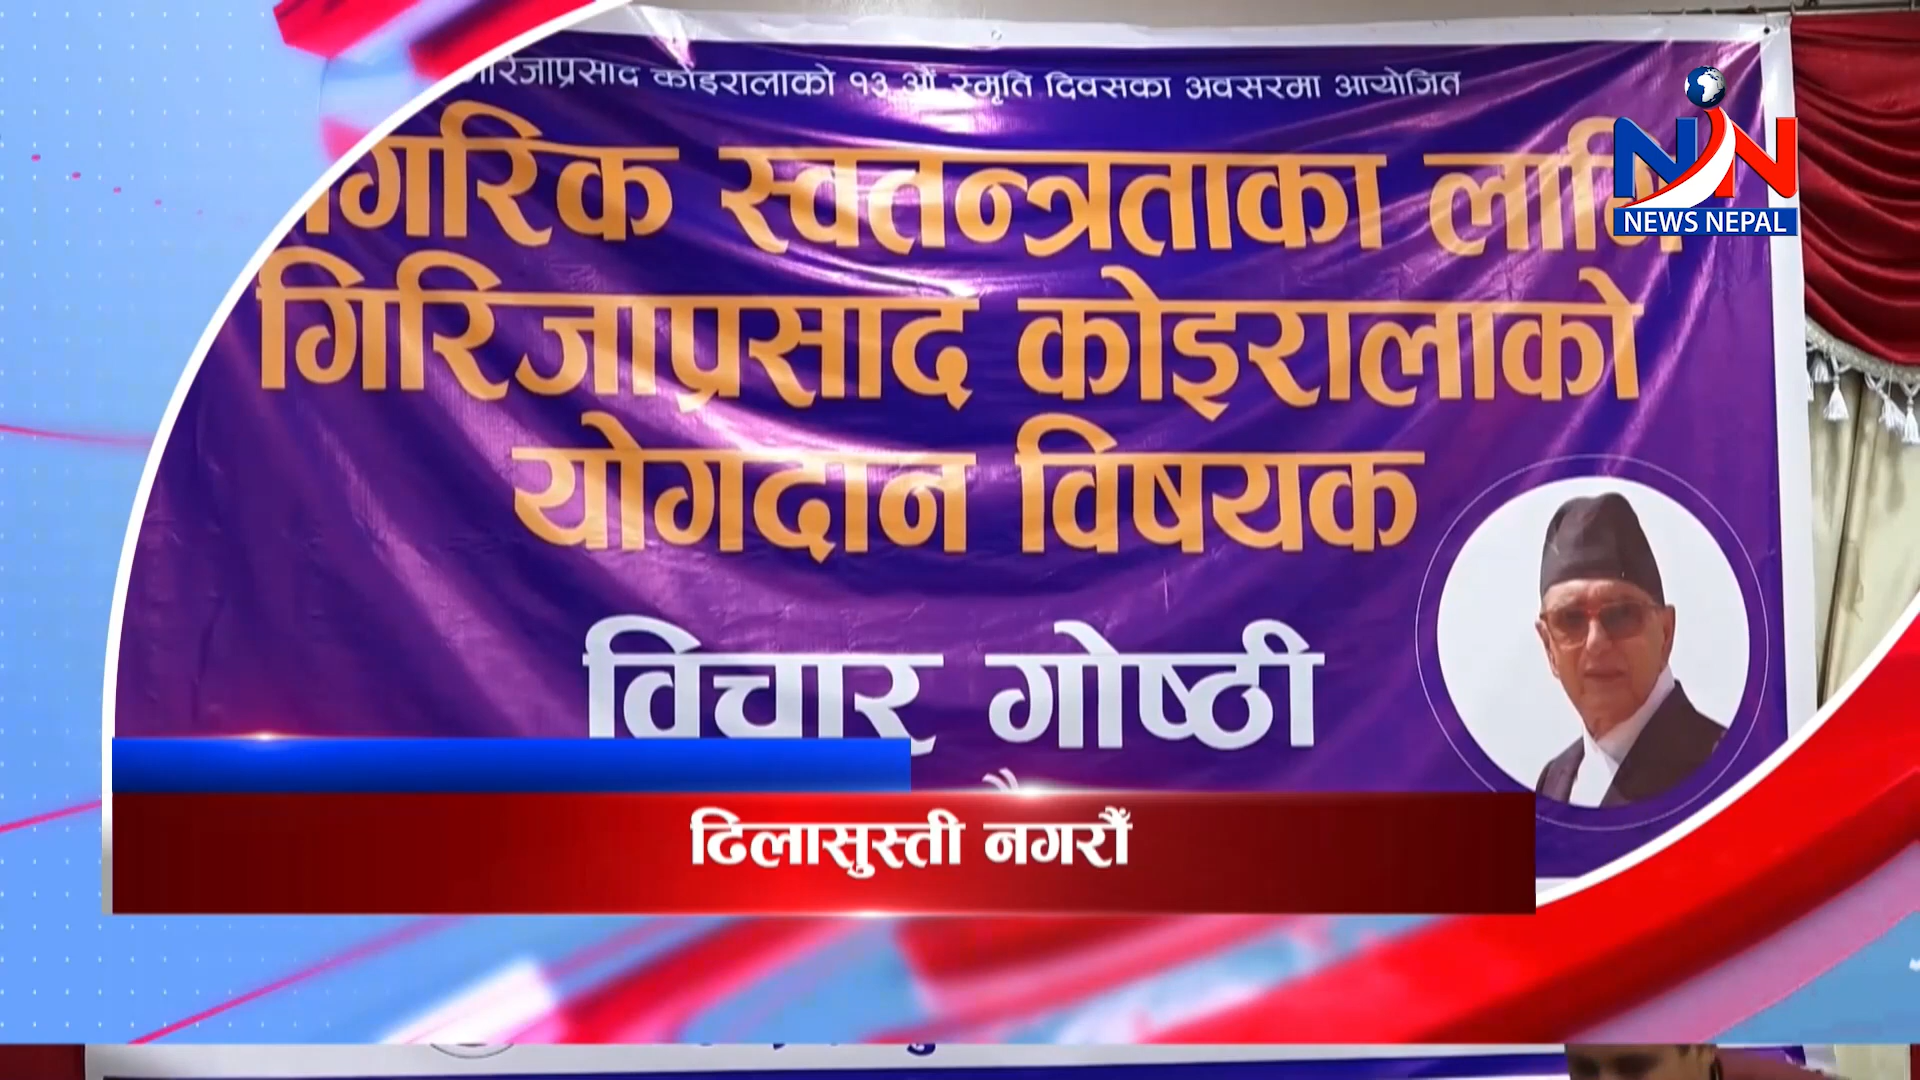 गिरिजाप्रसाद कोइरालाको १३ औं स्मृति दिवसका अवसरमा आयोजित
नागरिक स्वतन्त्रताका लागि
गिरिजाप्रसाद कोइरालाको
योगदान विषयक
विचार गोष्ठी
NEWS NEPAL
ढिलासुस्ती नगरौँ